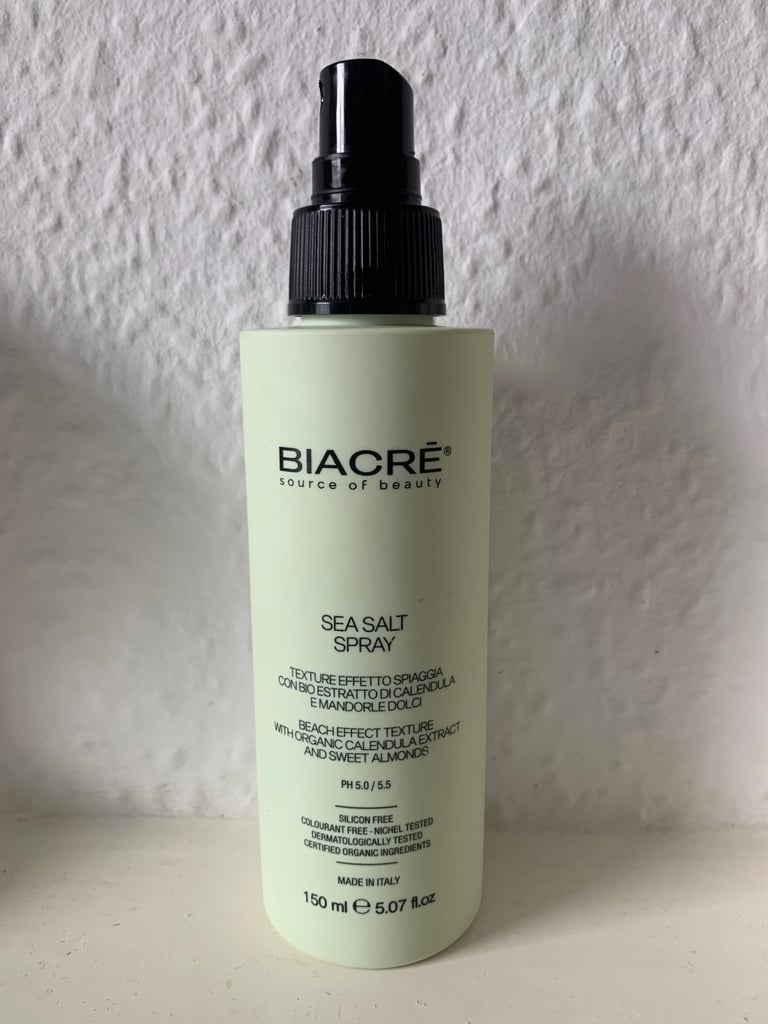 BIACRĒ®
source of beauty
SEA SALT
SPRAY
TEXTURE EFFETTO SPIAGGIA
CON BIO ESTRATTO DI CALENDULA
E MANDORLE DOLCI
BEACH EFFECT TEXTURE
WITH ORGANIC CALENDULA EXTRACT
AND SWEET ALMONDS
PH 5.0 / 5.5
SILICON FREE
COLOURANT FREE - NICHEL TESTED
DERMATOLOGICALLY TESTED
CERTIFIED ORGANIC INGREDIENTS
MADE IN ITALY
150 ml ℮ 5.07 fl.oz